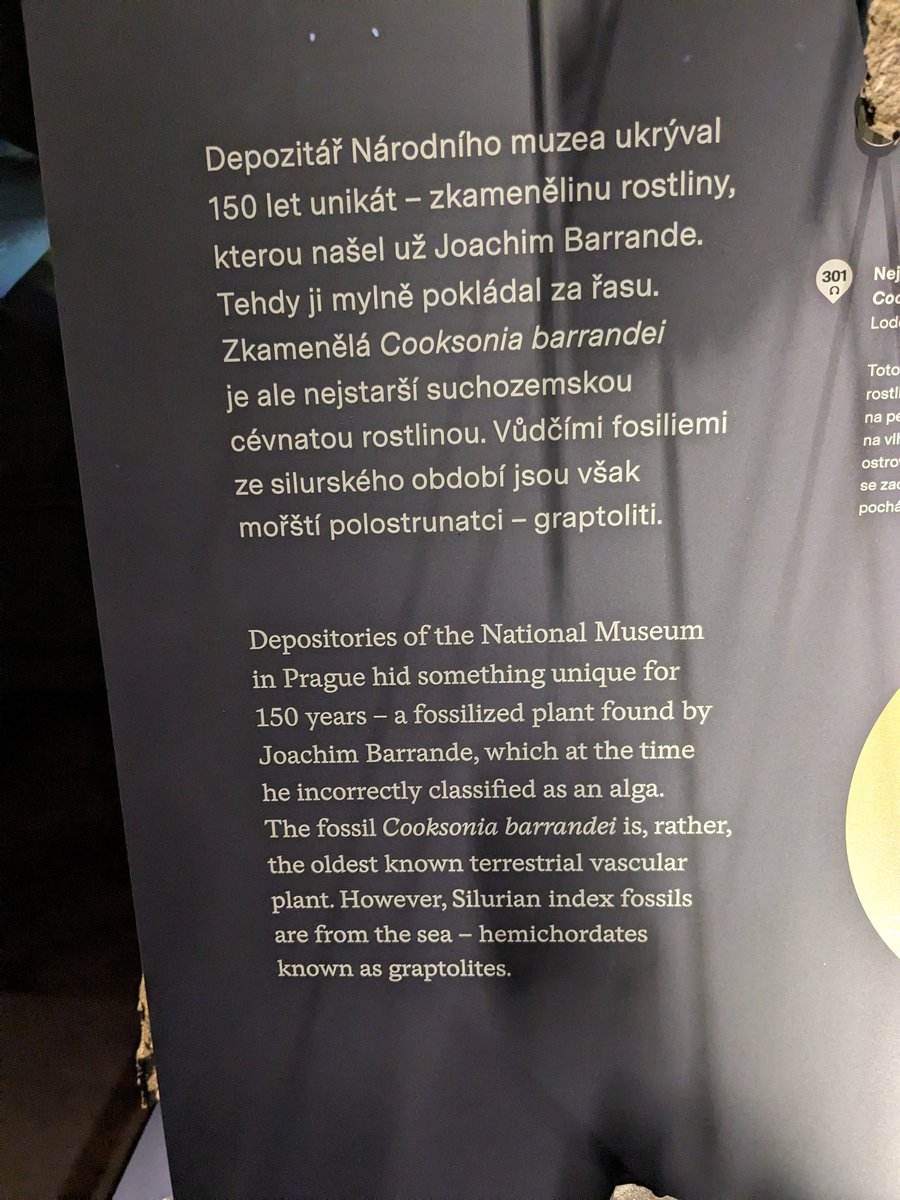 Depozitář Národního muzea ukrýval
150 let unikát – zkamenělinu rostliny,
kterou našel už Joachim Barrande.
Tehdy ji mylně pokládal za řasu.
Zkamenělá Cooksonia barrandei
je ale nejstarší suchozemskou
cévnatou rostlinou. Vůdčími fosiliemi
ze silurského období jsou však
mořští polostrunatci – graptoliti.
Depositories of the National Museum
in Prague hid something unique for
150 years – a fossilized plant found by
Joachim Barrande, which at the time
he incorrectly classified as an alga.
The fossil Cooksonia barrandei is, rather,
the oldest known terrestrial vascular
plant. However, Silurian index fossils
are from the sea – hemichordates
known as graptolites.
301
Toto
na
na